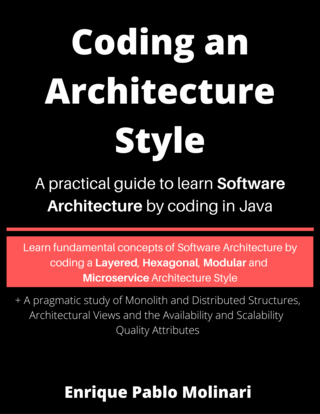 Coding an
Architecture
Style
A practical guide to learn Software
Architecture by coding in Java
Learn fundamental concepts of Software Architecture by
coding a Layered, Hexagonal, Modular and
Microservice Architecture Style
+ A pragmatic study of Monolith and Distributed Structures,
Architectural Views and the Availability and Scalability
Quality Attributes
Enrique Pablo Molinari